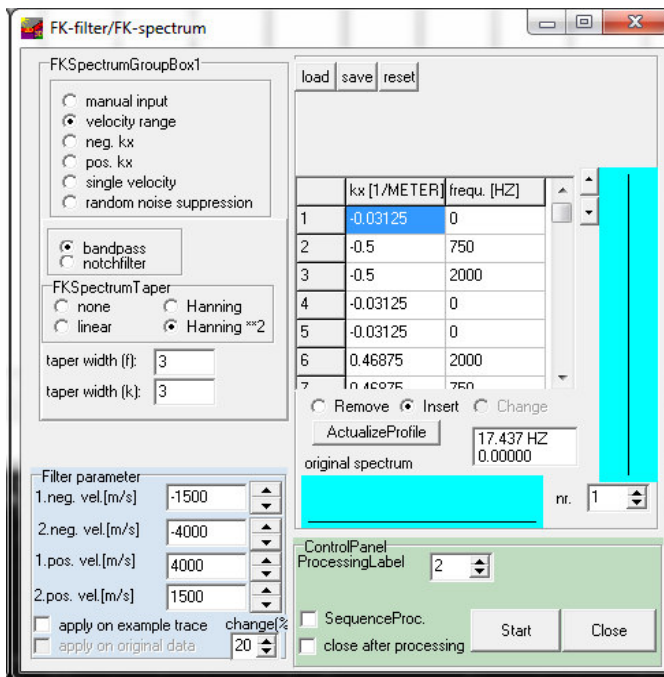 FK-filter/FK-spectrum
FKSpectrumGroupBox1
manual input
velocity range
neg. kx
pos. kx
single velocity
random noise suppression
bandpass
notchfilter
FKSpectrumTaper
none Hanning
linear Hanning **2
taper width (f): 3
taper width (k): 3
load save reset
kx [1/METER] frequ. [HZ]
1 -0.03125 0
2 -0.5 750
3 -0.5 2000
4 -0.03125 0
5 -0.03125 0
6 0.46875 2000
7 0.46875 750
Remove Insert Change
ActualizeProfile
17.437 HZ
0.00000
original spectrum
nr. 1
Filter parameter
1.neg. vel.[m/s] -1500
2.neg. vel.[m/s] -4000
1.pos. vel.[m/s] 4000
2.pos. vel.[m/s] 1500
apply on example trace change(%
apply on original data 20
ControlPanel
ProcessingLabel 2
SequenceProc.
close after processing
Start
Close